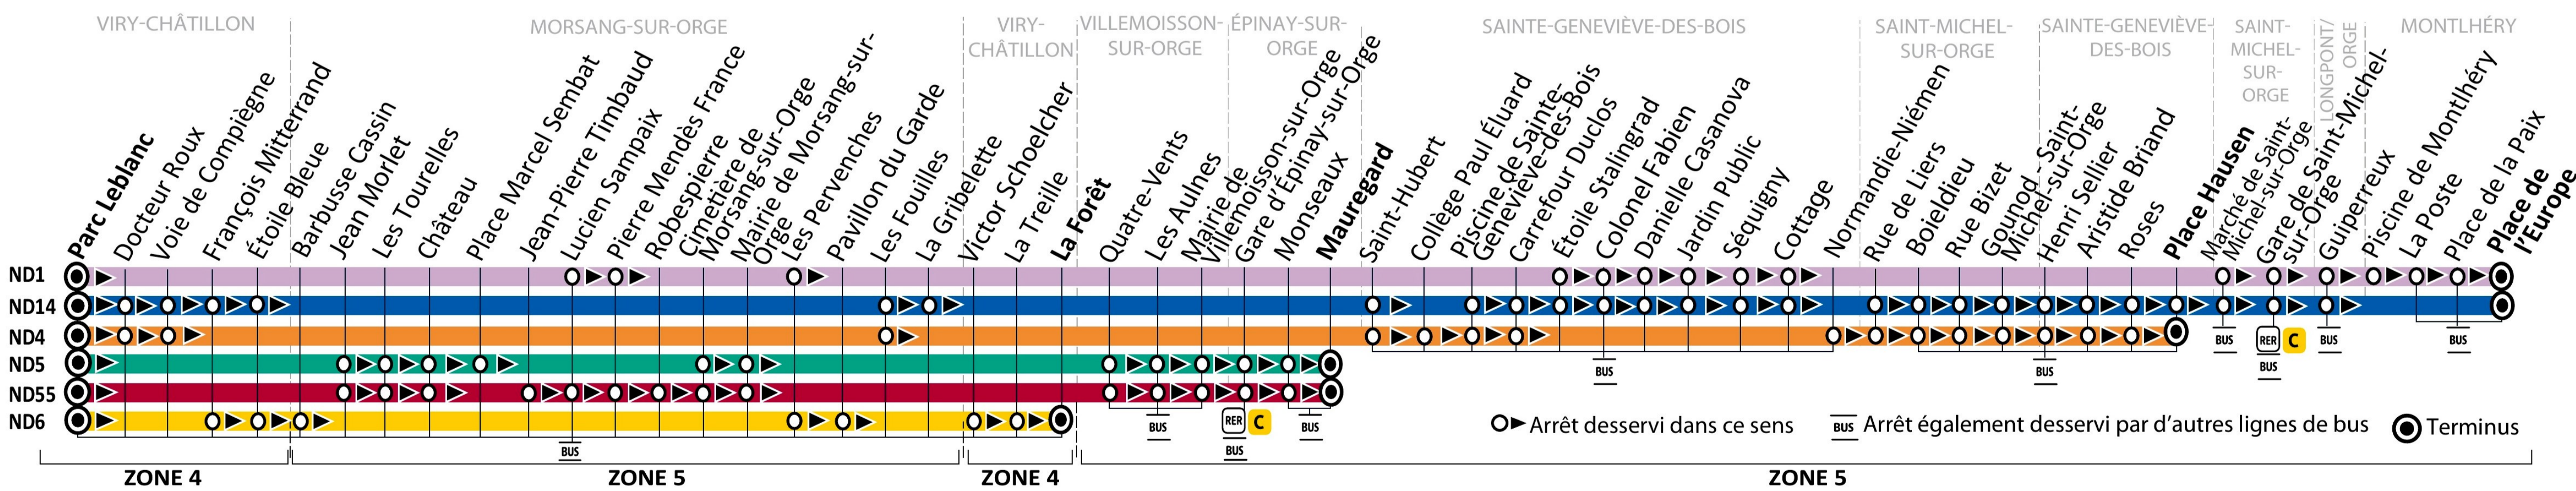 VIRY-CHÂTILLON
MORSANG-SUR-ORGE
VIRY-
CHÂTILLON
VILLEMOISSON-
SUR-ORGE
ÉPINAY-SUR-
ORGE
SAINTE-GENEVIÈVE-DES-BOIS
SAINT-MICHEL-
SUR-ORGE
SAINTE-GENEVIÈVE-
DES-BOIS
SAINT-
MICHEL-
SUR-
ORGE
LONGPONT/
ORGE
MONTLHÉRY
Parc Leblanc
Docteur Roux
Voie de Compiègne
François Mitterrand
Étoile Bleue
Barbusse Cassin
Jean Morlet
Les Tourelles
Château
Place Marcel Sembat
Jean-Pierre Timbaud
Lucien Sampaix
Pierre Mendès France
Robespierre
Cimetière de
Morsang-sur-Orge
Mairie de Morsang-sur-
Orge
Les Pervenches
Pavillon du Garde
Les Fouilles
La Gribelette
Victor Schoelcher
La Treille
La Forêt
Quatre-Vents
Les Aulnes
Mairie de
Villemoisson-sur-Orge
Gare d'Épinay-sur-Orge
Monseaux
Mauregard
Saint-Hubert
Collège Paul Éluard
Piscine de Sainte-
Geneviève-des-Bois
Carrefour Duclos
Étoile Stalingrad
Colonel Fabien
Danielle Casanova
Jardin Public
Séquigny
Cottage
Normandie-Niémen
Rue de Liers
Boieldieu
Rue Bizet
Gounod - Saint-
Michel-sur-Orge
Henri Sellier
Aristide Briand
Roses
Place Hausen
Marché de Saint-
Michel-sur-Orge
Gare de Saint-Michel-
sur-Orge
Guiperreux
Piscine de Montlhéry
La Poste
Place de la Paix
Place de
l'Europe
ND1
ND14
ND4
ND5
ND55
ND6
BUS
BUS
RER C
BUS
BUS
BUS
BUS
BUS
RER C
BUS
BUS
BUS
Arrêt desservi dans ce sens
BUS Arrêt également desservi par d'autres lignes de bus
Terminus
ZONE 4
ZONE 5
ZONE 4
ZONE 5